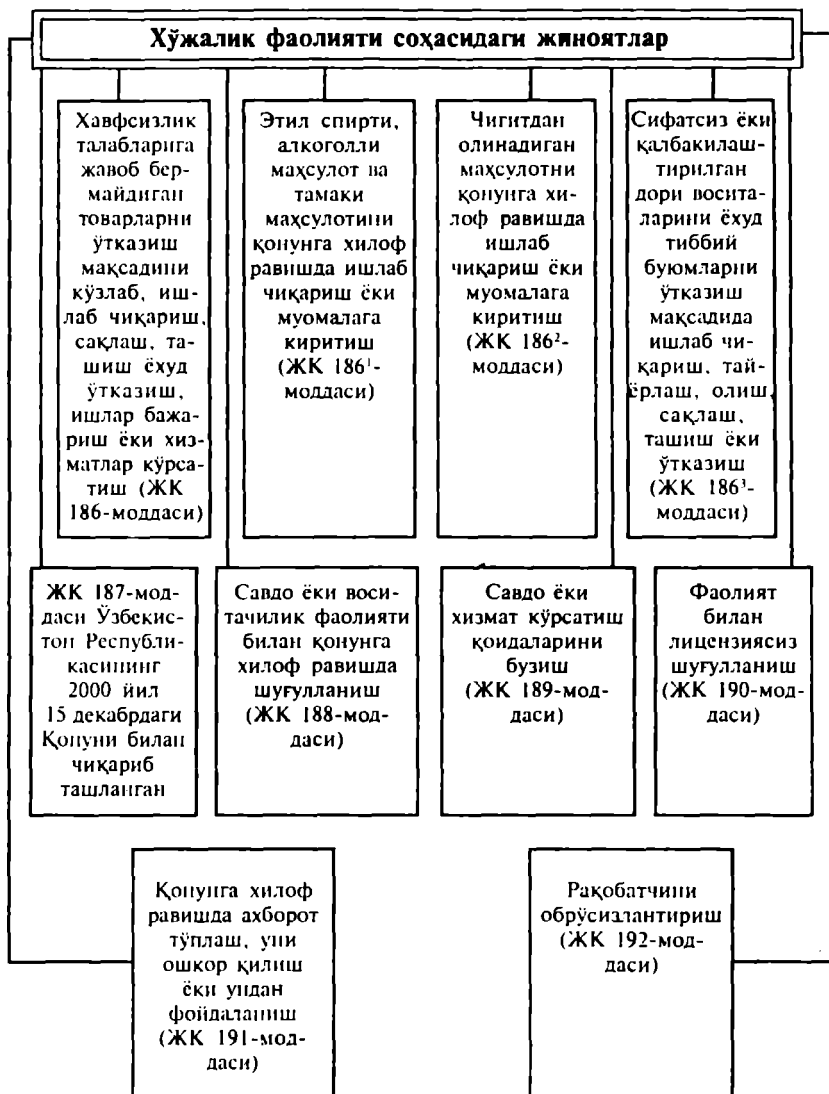 Хўжалик фаолияти соҳасидаги жиноятлар
Хавфсизлик
талабларига
жавоб бер-
майдиган
товарларни
ўтказиш
мақсадини
кўзлаб, иш-
лаб чиқариш,
сақлаш, та-
шиш ёхуд
ўтказиш,
ишлар бажа-
риш ёки хиз-
матлар кўрса-
тиш (ЖК
186-моддаси)
Этил спирти,
алкоголли
маҳсулот ва
тамаки
маҳсулотини
қонунга хилоф
равишда ишлаб
чиқариш ёки
муомалага
киритиш
(ЖК 186¹-
моддаси)
Чигитдан
олинадиган
маҳсулотни
қонунга хи-
лоф равишда
ишлаб
чиқариш ёки
муомалага
киритиш
(ЖК 186²-
моддаси)
Сифатсиз ёки
қалбакилаш-
тирилган
дори восита-
ларини ёхуд
тиббий
буюмларни
ўтказиш
мақсадида
ишлаб чи-
қариш, тай-
ёрлаш, олиш,
сақлаш,
ташиш ёки
ўтказиш
(ЖК 186³-
моддаси)
ЖК 187-мод-
даси Ўзбекис-
тон Республи-
касининг
2000 йил
15 декабрдаги
Қонуни билан
чиқариб
ташланган
Савдо ёки воси-
тачилик фаолияти
билан қонунга
хилоф равишда
шуғулланиш
(ЖК 188-мод-
даси)
Савдо ёки
хизмат кўрсатиш
қоидаларини
бузиш
(ЖК 189-мод-
даси)
Фаолият
билан
лицензиясиз
шуғулланиш
(ЖК 190-мод-
даси)
Қонунга хилоф
равишда ахборот
тўплаш, уни
ошкор қилиш
ёки ундан
фойдаланиш
(ЖК 191-мод-
даси)
Рақобатчини
обрўсизлантириш
(ЖК 192-мод-
даси)